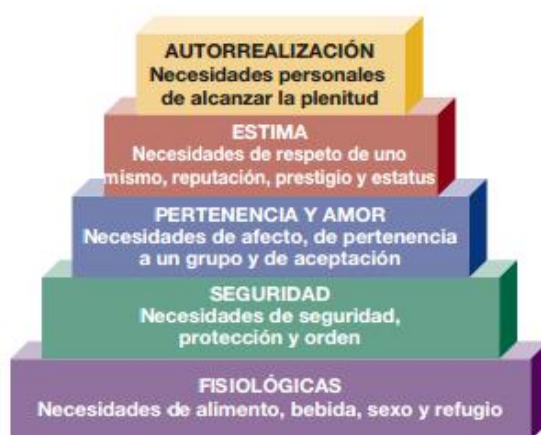 AUTORREALIZACIÓN
Necesidades personales
de alcanzar la plenitud
ESTIMA
Necesidades de respeto de uno
mismo, reputación, prestigio y estatus
PERTENENCIA Y AMOR
Necesidades de afecto, de pertenencia
a un grupo y de aceptación
SEGURIDAD
Necesidades de seguridad,
protección y orden
FISIOLÓGICAS
Necesidades de alimento, bebida, sexo y refugio